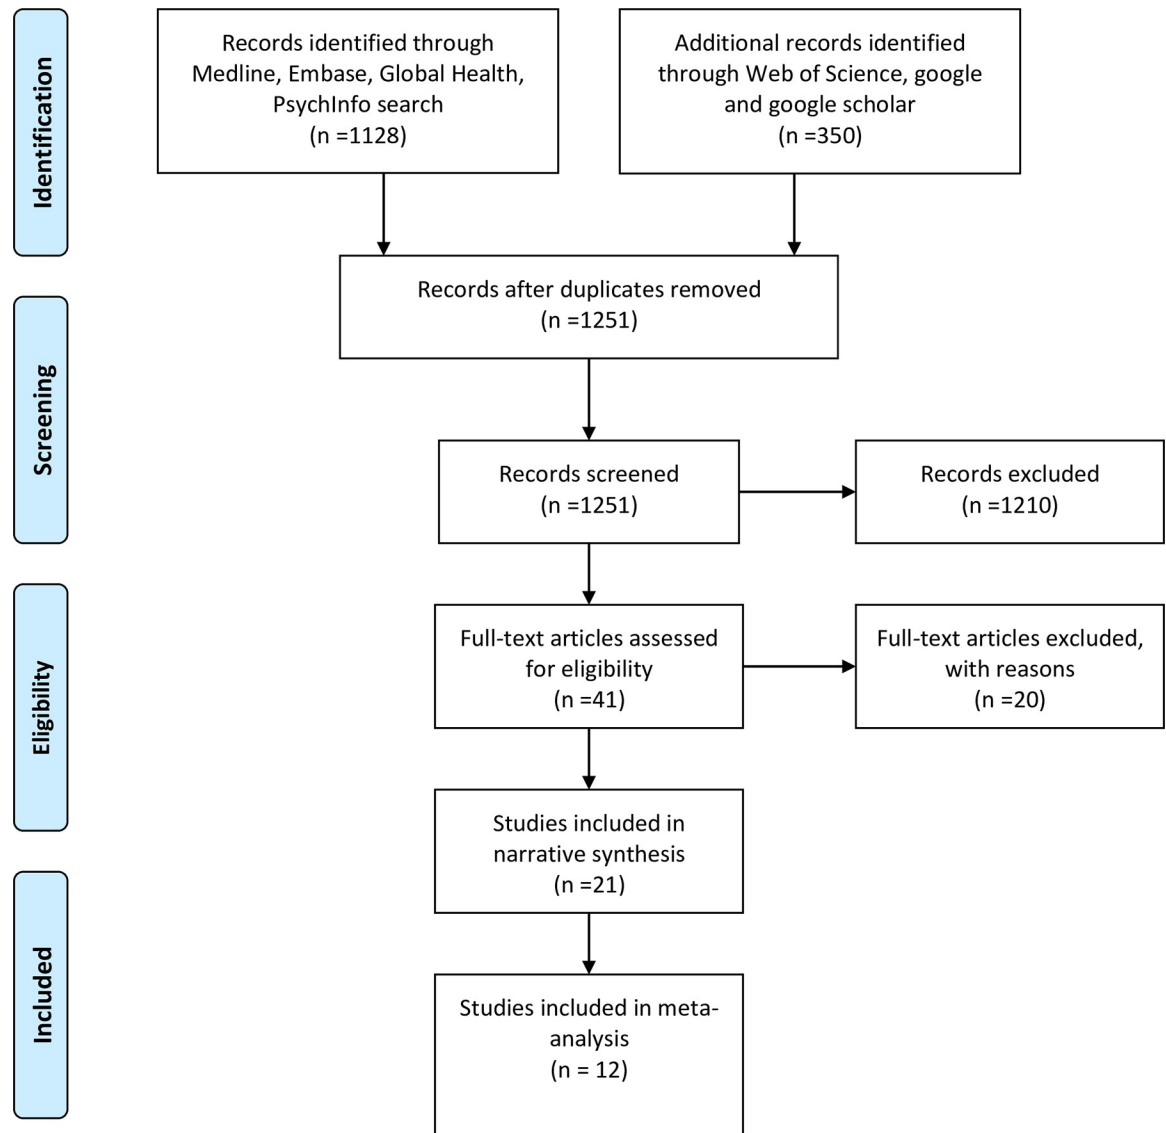 Identification
Records identified through
Medline, Embase, Global Health,
PsychInfo search
(n =1128)
Additional records identified
through Web of Science, google
and google scholar
(n =350)
Records after duplicates removed
(n =1251)
Screening
Records screened
(n =1251)
Records excluded
(n =1210)
Eligibility
Full-text articles assessed
for eligibility
(n =41)
Full-text articles excluded,
with reasons
(n =20)
Studies included in
narrative synthesis
(n =21)
Included
Studies included in meta-
analysis
(n = 12)